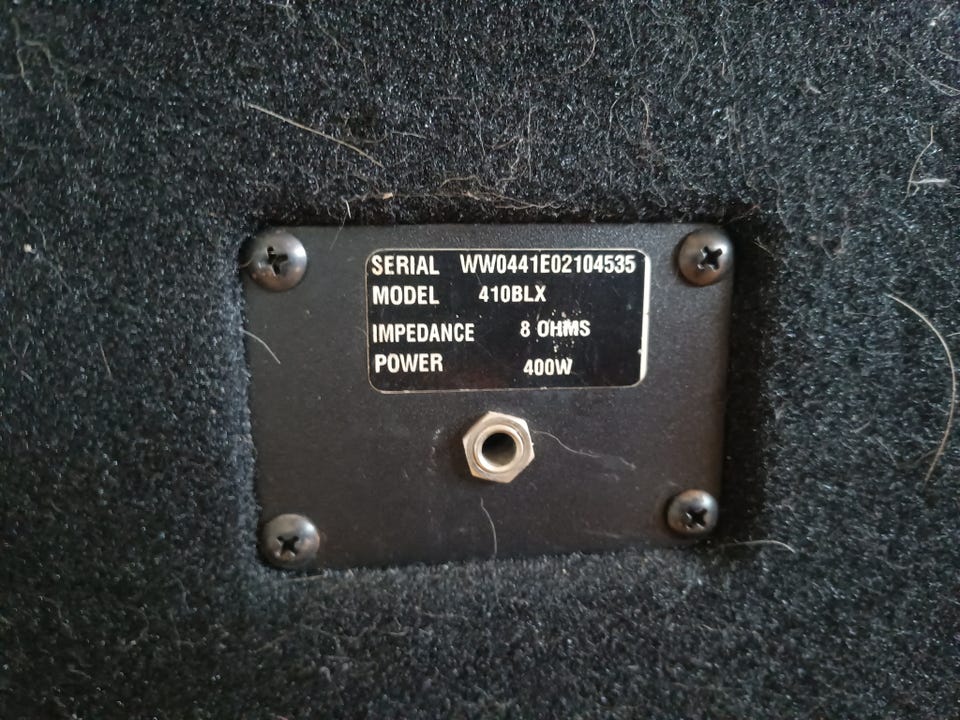 SERIAL WW0441E02104535
MODEL 410BLX
IMPEDANCE 8 OHMS
POWER 400W